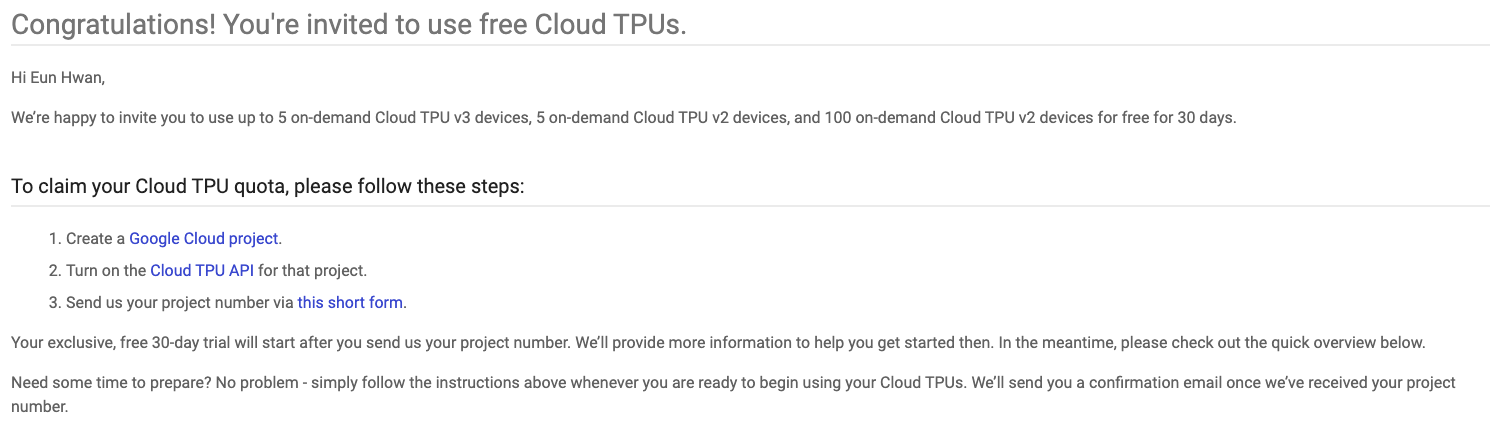 Congratulations! You're invited to use free Cloud TPUs.
Hi Eun Hwan,
We’re happy to invite you to use up to 5 on-demand Cloud TPU v3 devices, 5 on-demand Cloud TPU v2 devices, and 100 on-demand Cloud TPU v2 devices for free for 30 days.
To claim your Cloud TPU quota, please follow these steps:
1. Create a Google Cloud project.
2. Turn on the Cloud TPU API for that project.
3. Send us your project number via this short form.
Your exclusive, free 30-day trial will start after you send us your project number. We’ll provide more information to help you get started then. In the meantime, please check out the quick overview below.
Need some time to prepare? No problem - simply follow the instructions above whenever you are ready to begin using your Cloud TPUs. We’ll send you a confirmation email once we’ve received your project
number.